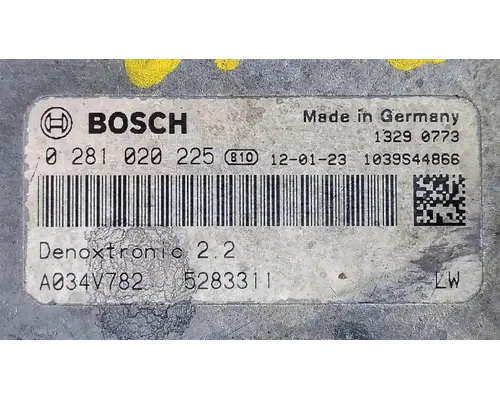 BOSCH Made in Germany
1329 0773
0 281 020 225 B10 12-01-23 1039S44866
Denoxtronic 2.2
A034V782 5283311 LW